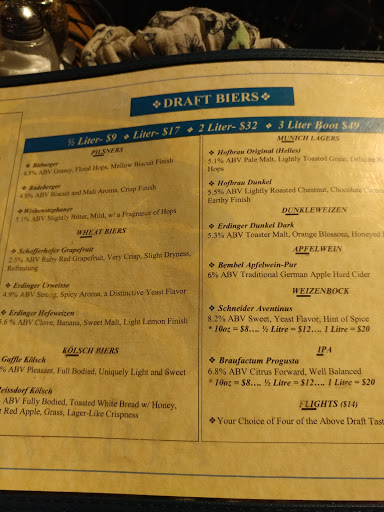 ❖DRAFT BIERS❖
½ Liter- $9 ❖ Liter- $17 ❖ 2 Liter- $32 ❖ 3 Liter Boot $49
PILSNERS
❖ Bitburger
ABV Grassy, Floral Hops, Mellow Biscuit Finish
❖ Radeberger
4.8% ABV Biscuit and Malt Aroma, Crisp Finish
❖
5.1% ABV Slightly Bitter, Mild, w/ a Fragrance of Hops
WHEAT BIERS
❖ Schofferhofer Grapefruit
2.5% ABV Ruby Red Grapefruit, Very Crisp, Slight Dryness,
Refreshing
❖ Erdinger Urweisse
4.9% ABV Strong, Spicy Aroma, a Distinctive Yeast Flavor
❖ Erdinger Hefeweizen
ABV Clove, Banana, Sweet Malt, Light Lemon Finish
KÖLSCH BIERS
Gaffle Kölsch
% ABV Pleasant, Full Bodied, Uniquely Light and Sweet
eissdorf Kölsch
ABV Fully Bodied, Toasted White Bread w/ Honey,
Red Apple, Grass, Lager-Like Crispness
MUNICH LAGERS
❖ Hofbrau Original (Helles)
5.1% ABV Pale Malt, Lightly Toasted Grain,
Hops
❖ Hofbrau Dunkel
5.5% ABV Lightly Roasted Chestnut, Chocolate
Earthy Finish
DUNKLEWEIZEN
❖ Erdinger Dunkel Dark
5.3% ABV Toaster Malt, Orange Blossoms, Honeyed
APFELWEIN
❖ Bembel Apfelwein-Pur
6% ABV Traditional German Apple Hard Cider
WEIZENBOCK
❖ Schneider Aventinus
8.2% ABV Sweet, Yeast Flavor, Hint of Spice
* 10oz = $8.... ½ Litre = $12.... 1 Litre = $20
IPA
❖ Braufactum Progusta
6.8% ABV Citrus Forward, Well Balanced
* 10oz = $8.... ½ Litre = $12... 1 Litre = $20
FLIGHTS ($14)
❖Your Choice of Four of the Above Draft Tast